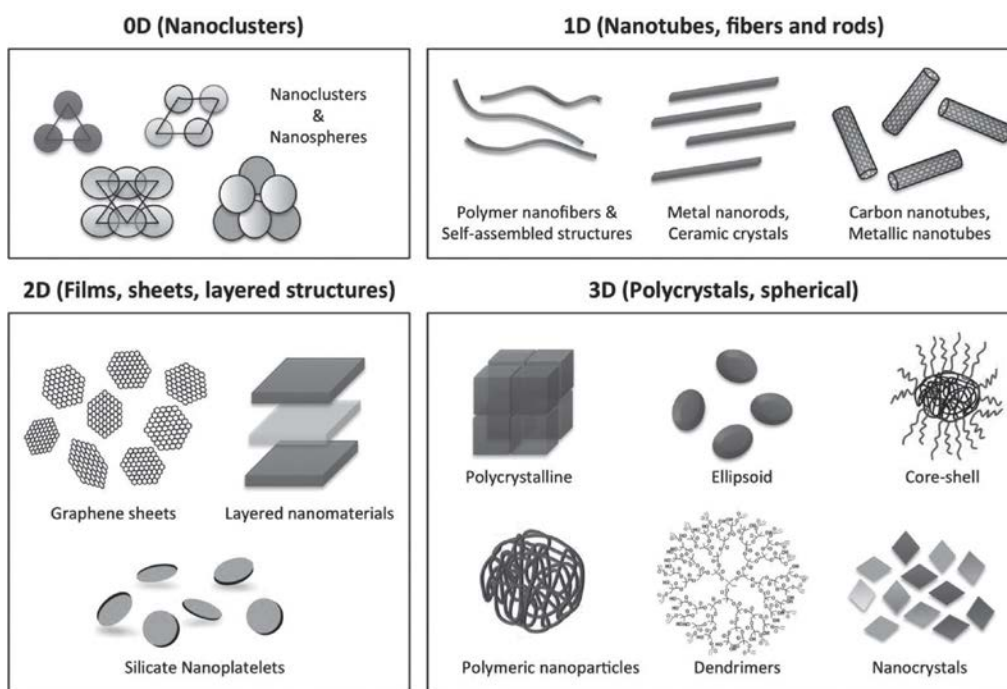 0D (Nanoclusters)
Nanoclusters
&
Nanospheres
1D (Nanotubes, fibers and rods)
Polymer nanofibers &
Self-assembled structures
Metal nanorods,
Ceramic crystals
Carbon nanotubes,
Metallic nanotubes
2D (Films, sheets, layered structures)
Graphene sheets
Layered nanomaterials
Silicate Nanoplatelets
3D (Polycrystals, spherical)
Polycrystalline
Ellipsoid
Core-shell
Polymeric nanoparticles
Dendrimers
Nanocrystals